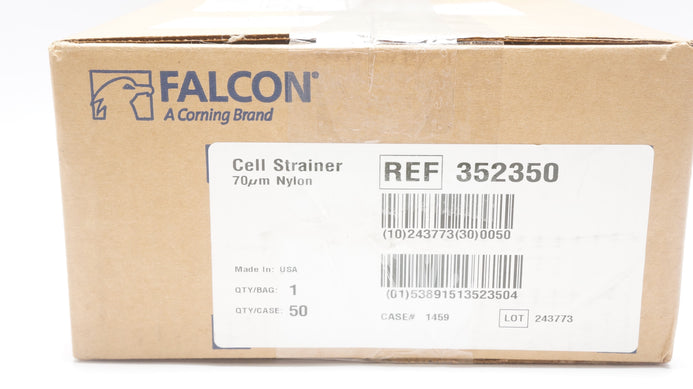 FALCON®
A Corning Brand
Cell Strainer
70µm Nylon
REF 352350
(10)243773(30)0050
Made In: USA
QTY/BAG: 1
(01)53891513523504
QTY/CASE: 50
CASE# 1459
LOT 243773